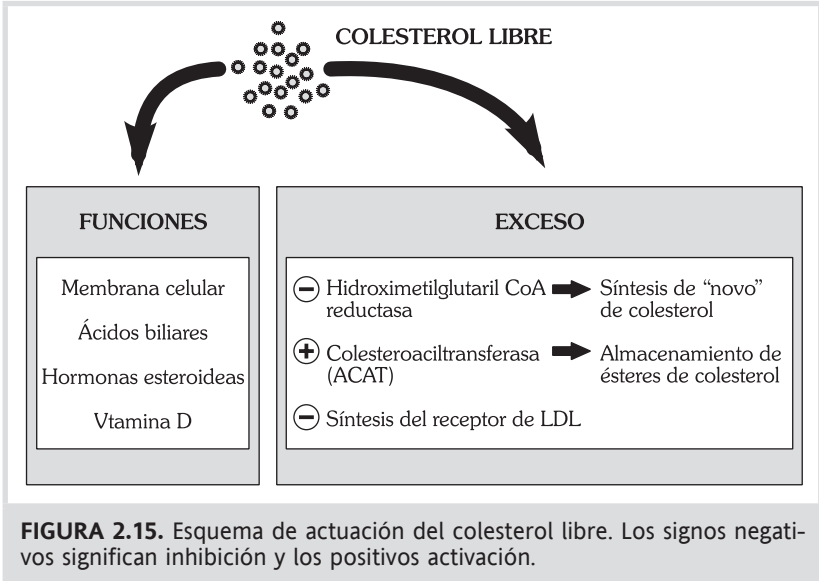 COLESTEROL LIBRE
FUNCIONES
Membrana celular
Ácidos biliares
Hormonas esteroideas
Vtamina D
EXCESO
− Hidroximetilglutaril CoA
reductasa
Síntesis de “novo”
de colesterol
+ Colesteroaciltransferasa
(ACAT)
Almacenamiento de
ésteres de colesterol
− Síntesis del receptor de LDL
FIGURA 2.15. Esquema de actuación del colesterol libre. Los signos negati-
vos significan inhibición y los positivos activación.